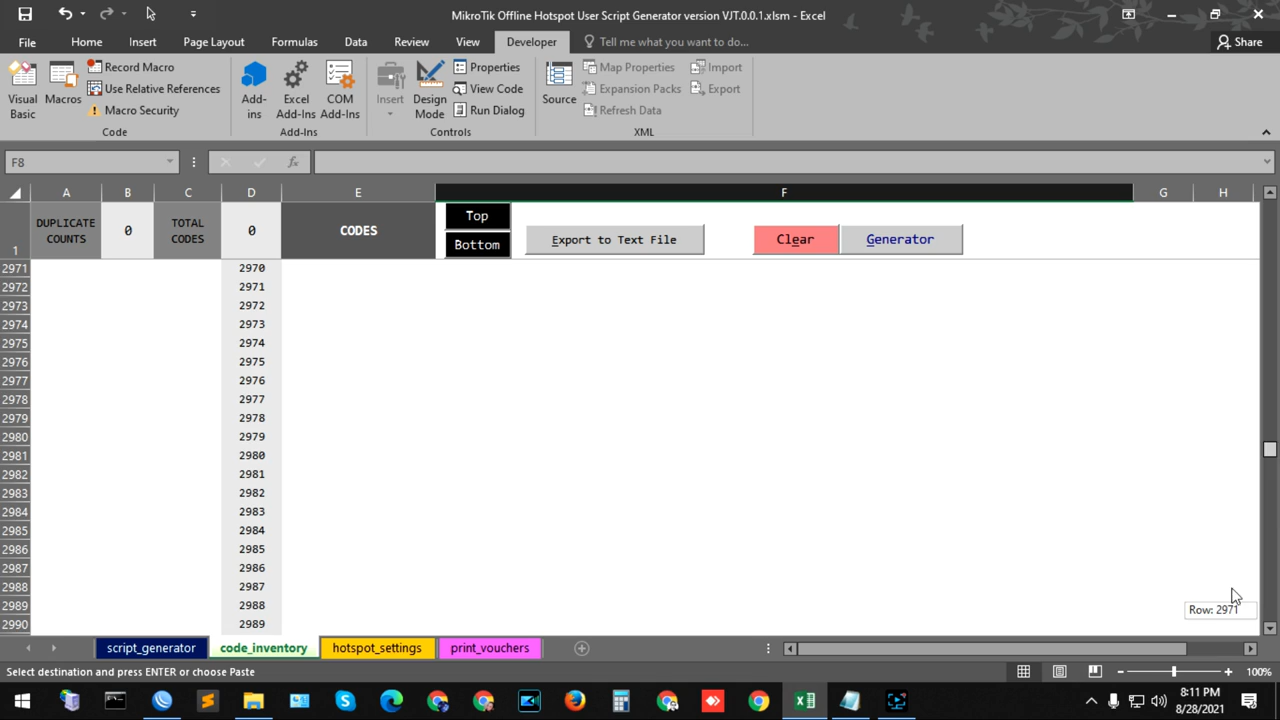 MikroTik Offline Hotspot User Script Generator version VJT.0.0.1.xlsm - Excel
File Home Insert Page Layout Formulas Data Review View Developer Tell me what you want to do... Share
Visual Basic
Macros
Record Macro
Use Relative References
Macro Security
Code
Add-ins
Excel Add-Ins
COM Add-Ins
Add-Ins
Insert
Design Mode
Properties
View Code
Run Dialog
Controls
Source
Map Properties
Expansion Packs
Refresh Data
Import
Export
XML
F8 fx
A B C D E F G H
1 DUPLICATE COUNTS 0 TOTAL CODES 0 CODES
Top
Bottom
Export to Text File Clear Generator
2971 2970
2972 2971
2973 2972
2974 2973
2975 2974
2976 2975
2977 2976
2978 2977
2979 2978
2980 2979
2981 2980
2982 2981
2983 2982
2984 2983
2985 2984
2986 2985
2987 2986
2988 2987
2989 2988
2990 2989
Row: 2971
script_generator code_inventory hotspot_settings print_vouchers
Select destination and press ENTER or choose Paste 100%
8:11 PM
8/28/2021